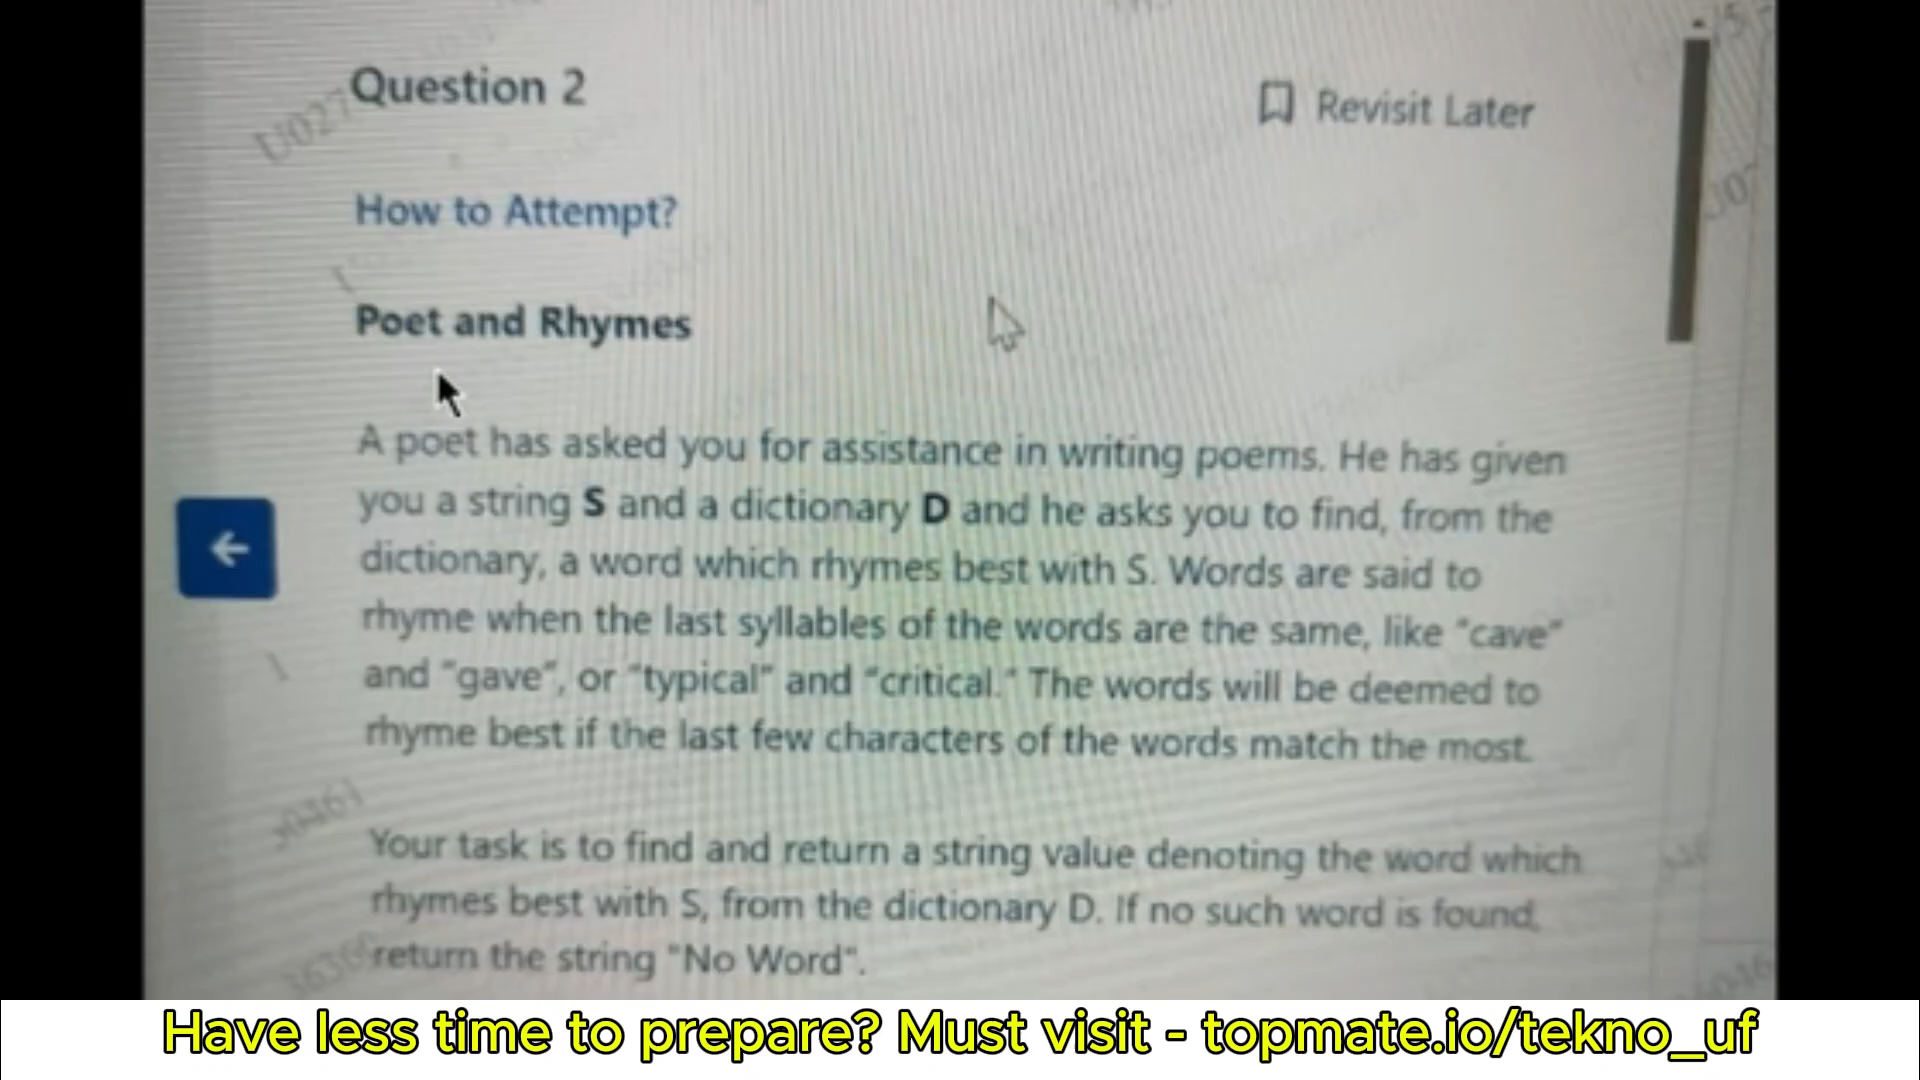 Question 2
Revisit Later
How to Attempt?
Poet and Rhymes
A poet has asked you for assistance in writing poems. He has given
you a string S and a dictionary D and he asks you to find, from the
dictionary, a word which rhymes best with S. Words are said to
rhyme when the last syllables of the words are the same, like "cave"
and "gave", or "typical" and "critical." The words will be deemed to
rhyme best if the last few characters of the words match the most.
Your task is to find and return a string value denoting the word which
rhymes best with S, from the dictionary D. If no such word is found,
return the string "No Word".
Have less time to prepare? Must visit - topmate.io/tekno_uf